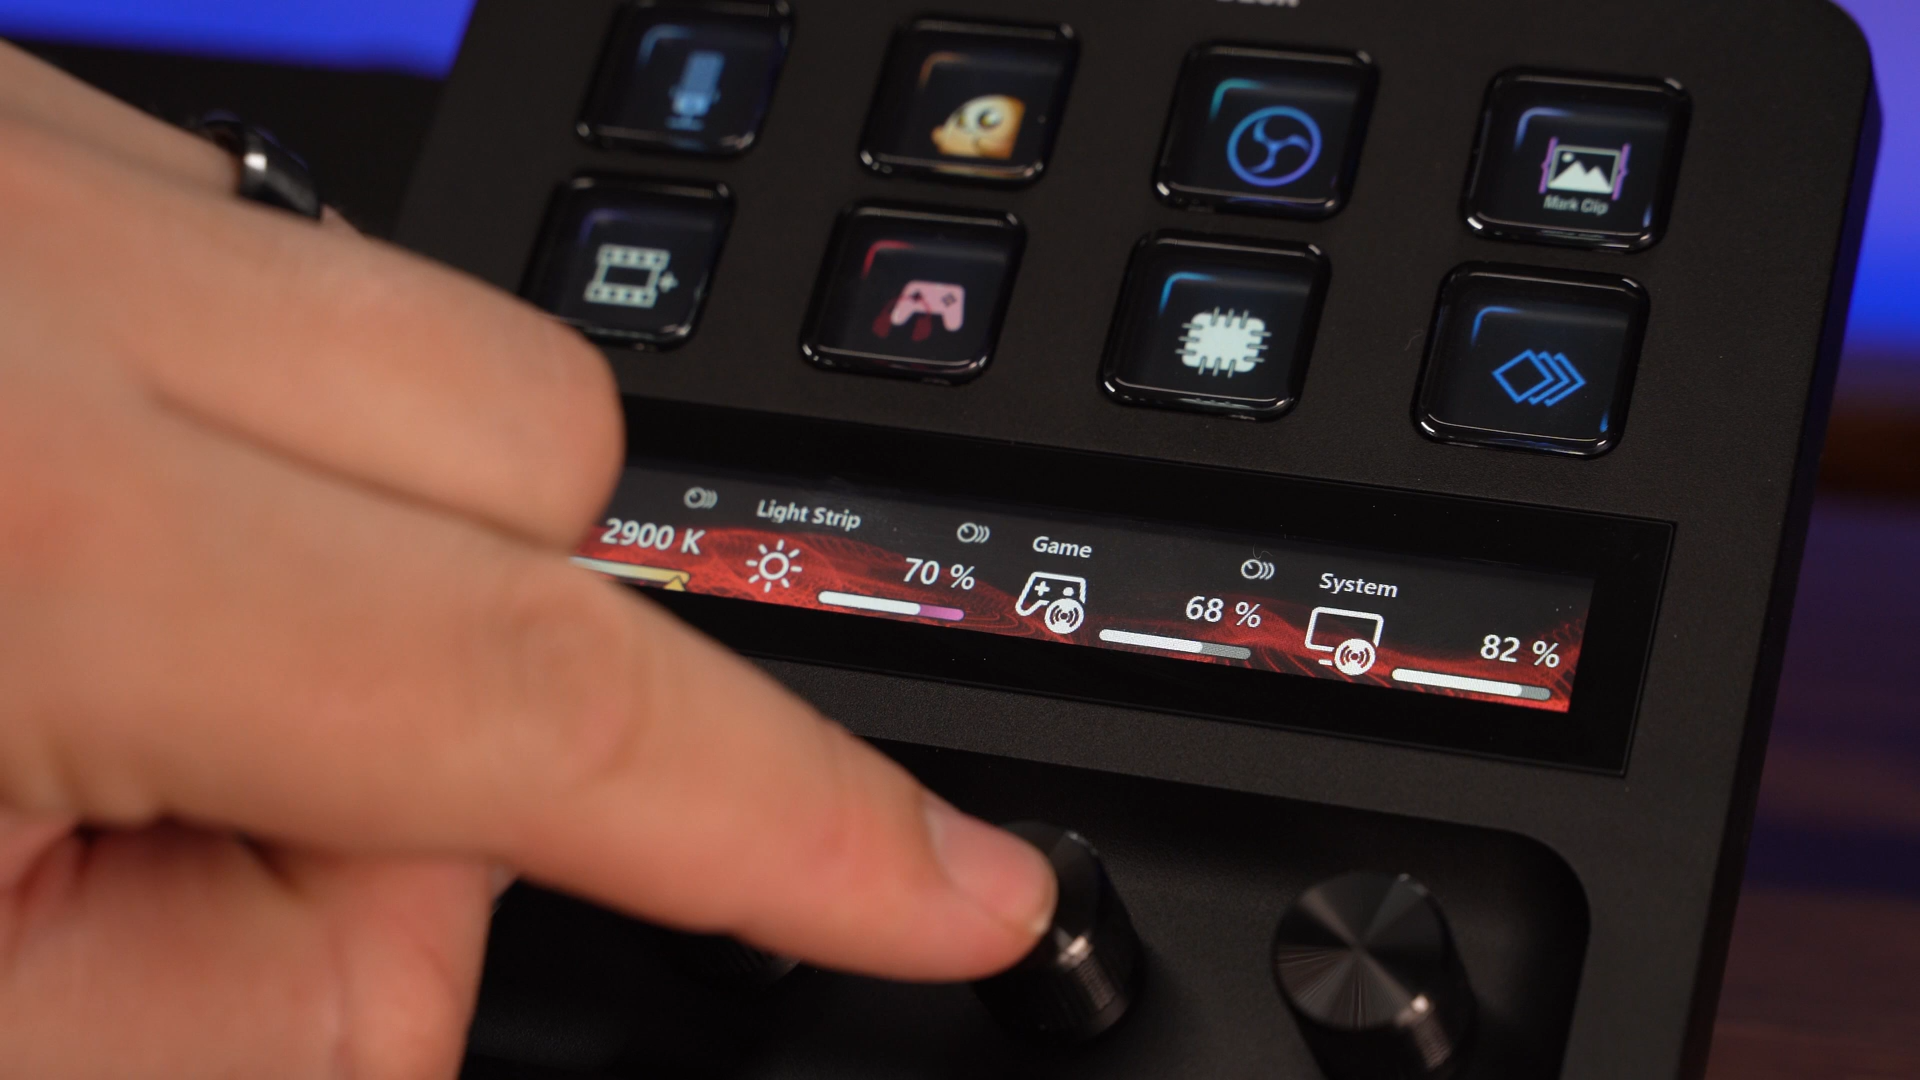 Mark Clip
2900 K
Light Strip
70 %
Game
68 %
System
82 %